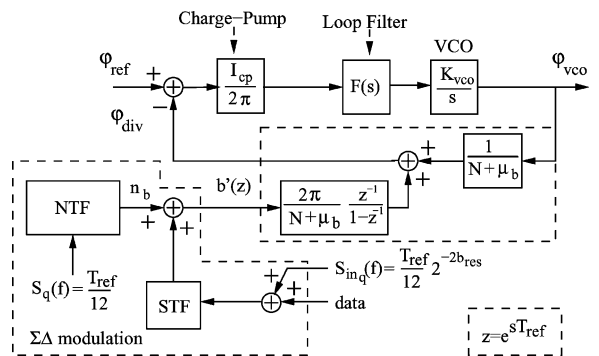 Charge-Pump
Loop Filter
VCO
φref
+
−
φdiv
Icp
2π
F(s)
Kvco
s
φvco
+
+
1
N+μb
nb
b'(z)
NTF
+
+
2π
N+μb
z-1
1-z-1
Sq(f)= Tref
12
STF
+
+
Sinq(f)= Tref 2-2bres
12
data
ΣΔ modulation
z=esTref